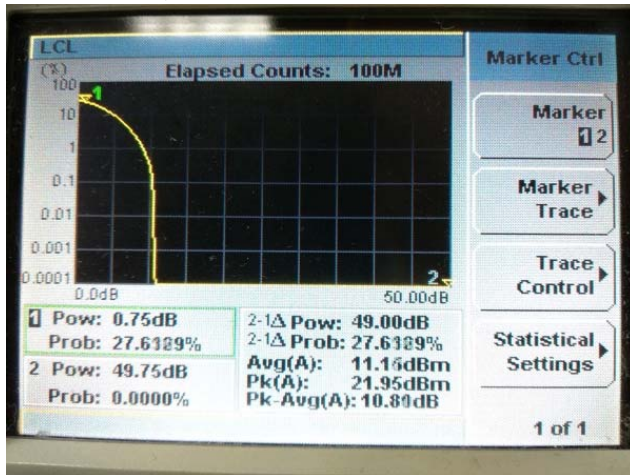 LCL
Marker Ctrl
(%)
Elapsed Counts: 100M
100
1
10
1
0.1
0.01
0.001
0.0001
2
0.0dB
50.00dB
Marker
1 2
Marker
Trace
Trace
Control
Statistical
Settings
1 of 1
1 Pow: 0.75dB
Prob: 27.6389%
2 Pow: 49.75dB
Prob: 0.0000%
2-1Δ Pow: 49.00dB
2-1Δ Prob: 27.6389%
Avg(A): 11.15dBm
Pk(A): 21.95dBm
Pk-Avg(A): 10.80dB